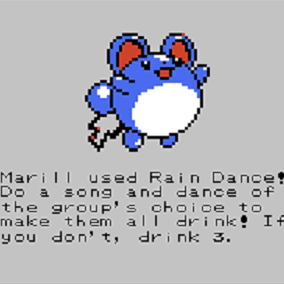 Marill used Rain Dance!
Do a song and dance of
the group's choice to
make them all drink! If
you don't, drink 3.